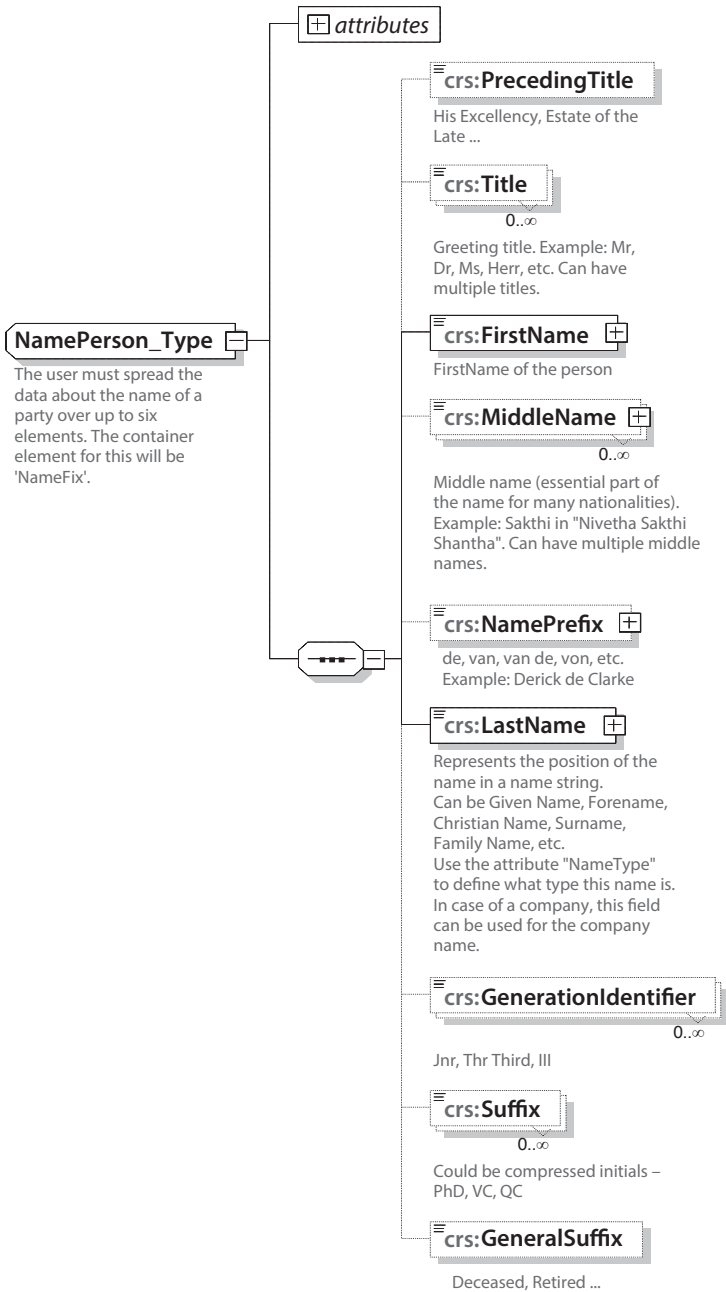 attributes
crs:PrecedingTitle
His Excellency, Estate of the
Late ...
crs:Title
0..∞
Greeting title. Example: Mr,
Dr, Ms, Herr, etc. Can have
multiple titles.
NamePerson_Type
The user must spread the
data about the name of a
party over up to six
elements. The container
element for this will be
'NameFix'.
crs:FirstName
FirstName of the person
crs:MiddleName
0..∞
Middle name (essential part of
the name for many nationalities).
Example: Sakthi in "Nivetha Sakthi
Shantha". Can have multiple middle
names.
crs:NamePrefix
de, van, van de, von, etc.
Example: Derick de Clarke
crs:LastName
Represents the position of the
name in a name string.
Can be Given Name, Forename,
Christian Name, Surname,
Family Name, etc.
Use the attribute "NameType"
to define what type this name is.
In case of a company, this field
can be used for the company
name.
crs:GenerationIdentifier
0..∞
Jnr, Thr Third, III
crs:Suffix
0..∞
Could be compressed initials –
PhD, VC, QC
crs:GeneralSuffix
Deceased, Retired ...